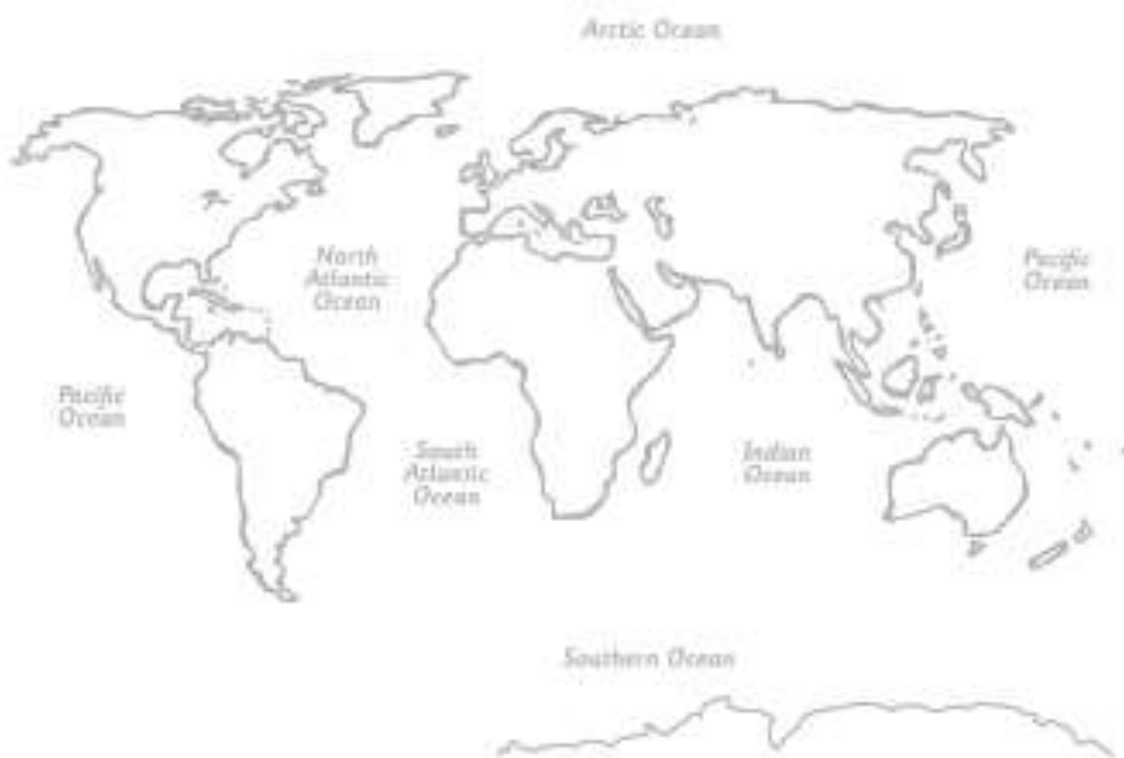 Arctic Ocean
North
Atlantic
Ocean
Pacific
Ocean
Pacific
Ocean
South
Atlantic
Ocean
Indian
Ocean
Southern Ocean